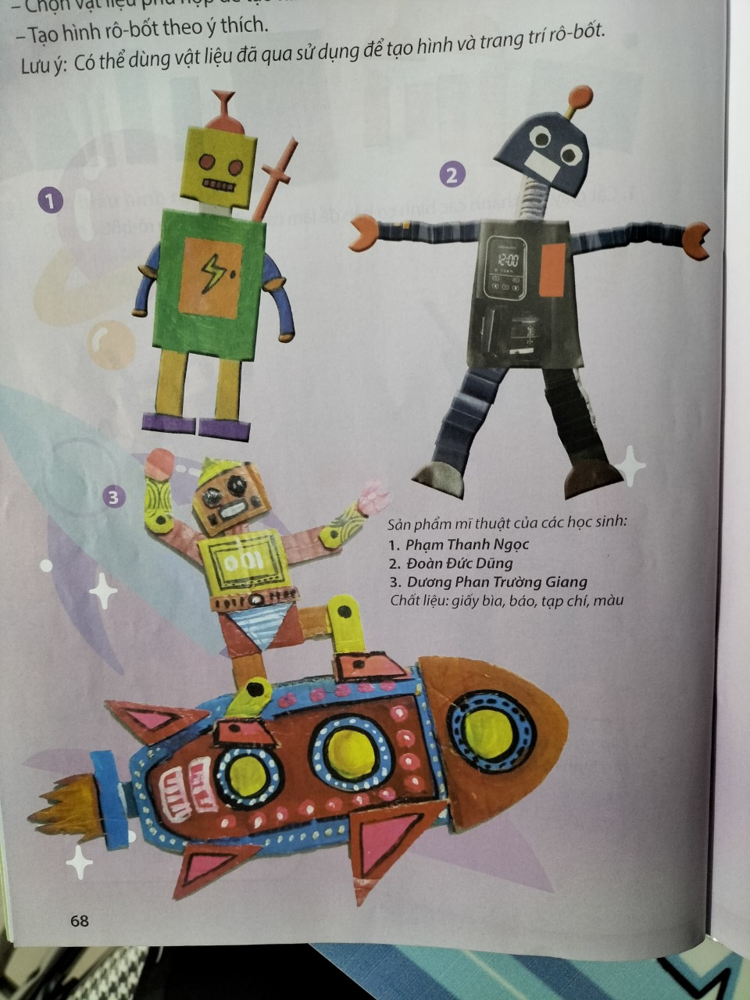 – Chọn vật liệu phù hợp để tạo
– Tạo hình rô-bốt theo ý thích.
Lưu ý: Có thể dùng vật liệu đã qua sử dụng để tạo hình và trang trí rô-bốt.
1
2
12:00
3
001
Sản phẩm mĩ thuật của các học sinh:
1. Phạm Thanh Ngọc
2. Đoàn Đức Dũng
3. Dương Phan Trường Giang
Chất liệu: giấy bìa, báo, tạp chí, màu
68